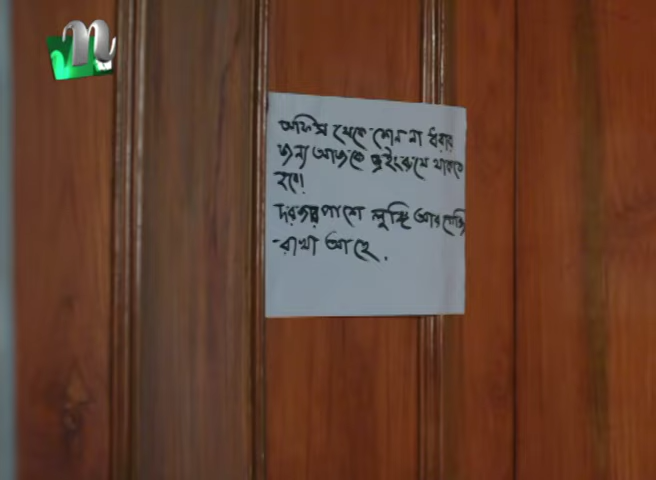 অফিস থেকে ফোন না ধরার
জন্য আজকে ড্রইংরুমে থাকতে
হবে!
দরজার পাশে লুঙ্গি আর গেঞ্জি
রাখা আছে.